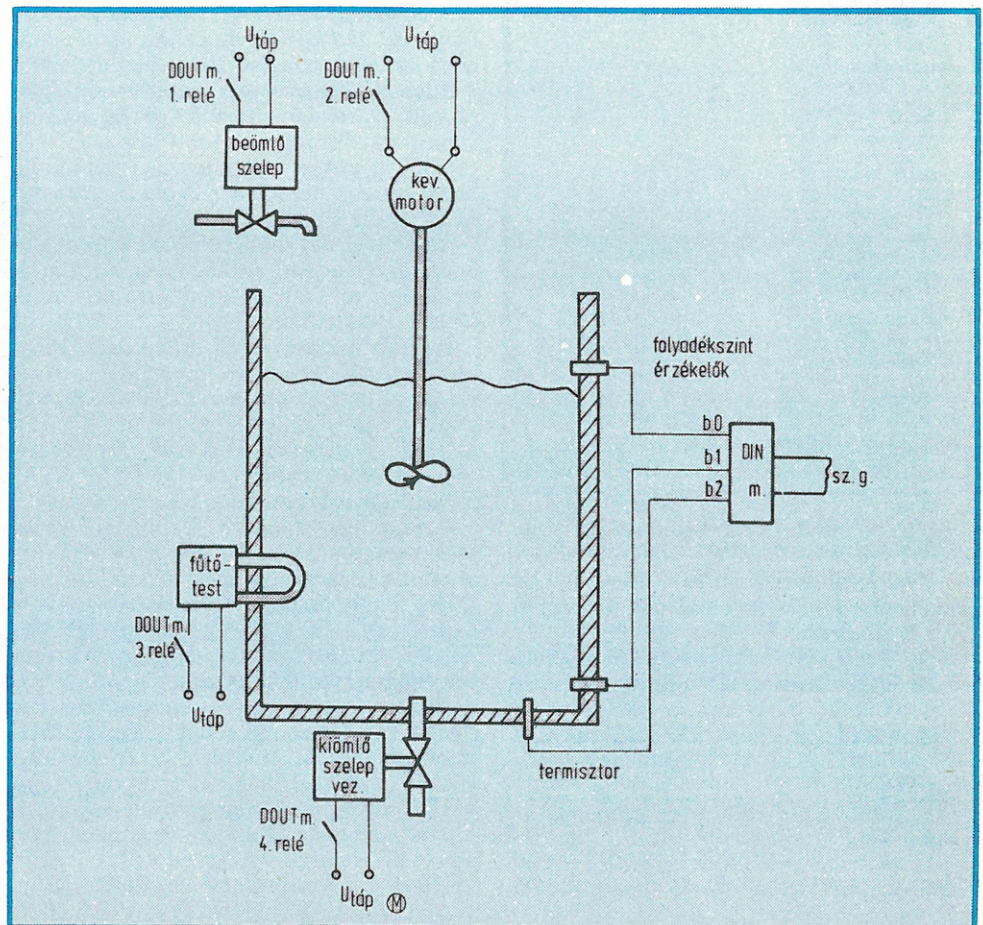 Utáp
DOUT m.
1. relé
beömlő
szelep
Utáp
DOUT m.
2. relé
kev.
motor
folyadékszint
érzékelők
b0
b1
b2
DIN
m.
sz. g.
fűtő-
test
DOUT m.
3. relé
Utáp
kiömlő
szelep
vez.
DOUT m.
4. relé
Utáp
M
termisztor